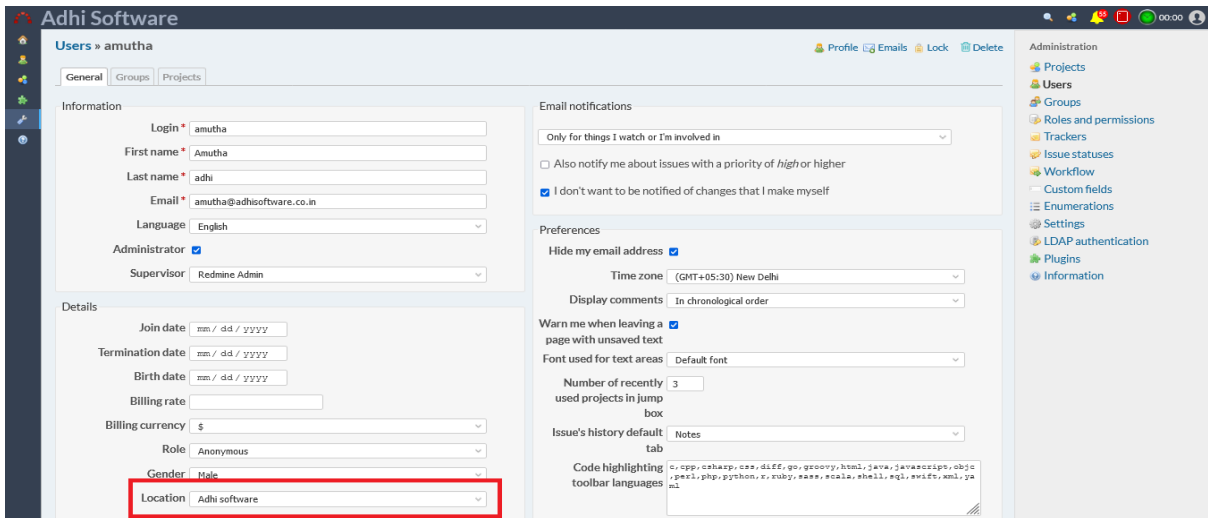 Adhi Software
55
00:00
Users » amutha
Profile Emails Lock Delete
General Groups Projects
Information
Login *
amutha
First name *
Amutha
Last name *
adhi
Email *
amutha@adhisoftware.co.in
Language
English
Administrator
Supervisor
Redmine Admin
Details
Join date
mm / dd / yyyy
Termination date
mm / dd / yyyy
Birth date
mm / dd / yyyy
Billing rate
Billing currency
$
Role
Anonymous
Gender
Male
Location
Adhi software
Email notifications
Only for things I watch or I'm involved in
Also notify me about issues with a priority of high or higher
I don't want to be notified of changes that I make myself
Preferences
Hide my email address
Time zone
(GMT+05:30) New Delhi
Display comments
In chronological order
Warn me when leaving a
page with unsaved text
Font used for text areas
Default font
Number of recently
used projects in jump
box
3
Issue's history default
tab
Notes
Code highlighting
toolbar languages
c,cpp,csharp,css,diff,go,groovy,html,java,javascript,objc
,perl,php,python,r,ruby,sass,scala,shell,sql,swift,xml,ya
ml
Administration
Projects
Users
Groups
Roles and permissions
Trackers
Issue statuses
Workflow
Custom fields
Enumerations
Settings
LDAP authentication
Plugins
Information